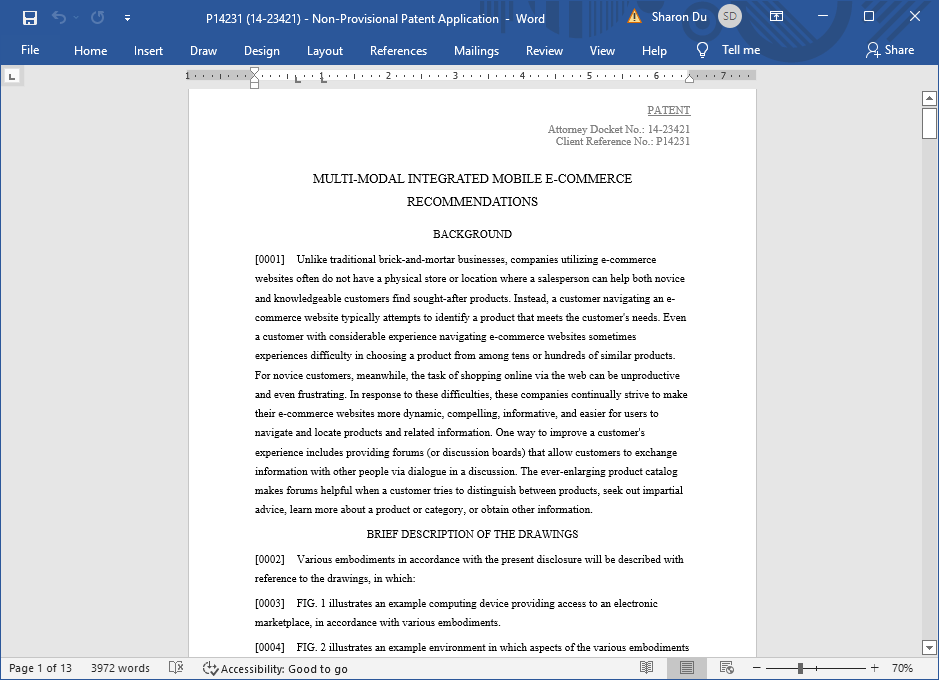 P14231 (14-23421) - Non-Provisional Patent Application - Word
Sharon Du SD
File Home Insert Draw Design Layout References Mailings Review View Help Tell me Share
1 1 2 3 4 5 6 7
PATENT
Attorney Docket No.: 14-23421
Client Reference No.: P14231
MULTI-MODAL INTEGRATED MOBILE E-COMMERCE
RECOMMENDATIONS
BACKGROUND
[0001] Unlike traditional brick-and-mortar businesses, companies utilizing e-commerce
websites often do not have a physical store or location where a salesperson can help both novice
and knowledgeable customers find sought-after products. Instead, a customer navigating an e-
commerce website typically attempts to identify a product that meets the customer's needs. Even
a customer with considerable experience navigating e-commerce websites sometimes
experiences difficulty in choosing a product from among tens or hundreds of similar products.
For novice customers, meanwhile, the task of shopping online via the web can be unproductive
and even frustrating. In response to these difficulties, these companies continually strive to make
their e-commerce websites more dynamic, compelling, informative, and easier for users to
navigate and locate products and related information. One way to improve a customer's
experience includes providing forums (or discussion boards) that allow customers to exchange
information with other people via dialogue in a discussion. The ever-enlarging product catalog
makes forums helpful when a customer tries to distinguish between products, seek out impartial
advice, learn more about a product or category, or obtain other information.
BRIEF DESCRIPTION OF THE DRAWINGS
[0002] Various embodiments in accordance with the present disclosure will be described with
reference to the drawings, in which:
[0003] FIG. 1 illustrates an example computing device providing access to an electronic
marketplace, in accordance with various embodiments.
[0004] FIG. 2 illustrates an example environment in which aspects of the various embodiments
Page 1 of 13 3972 words Accessibility: Good to go 70%